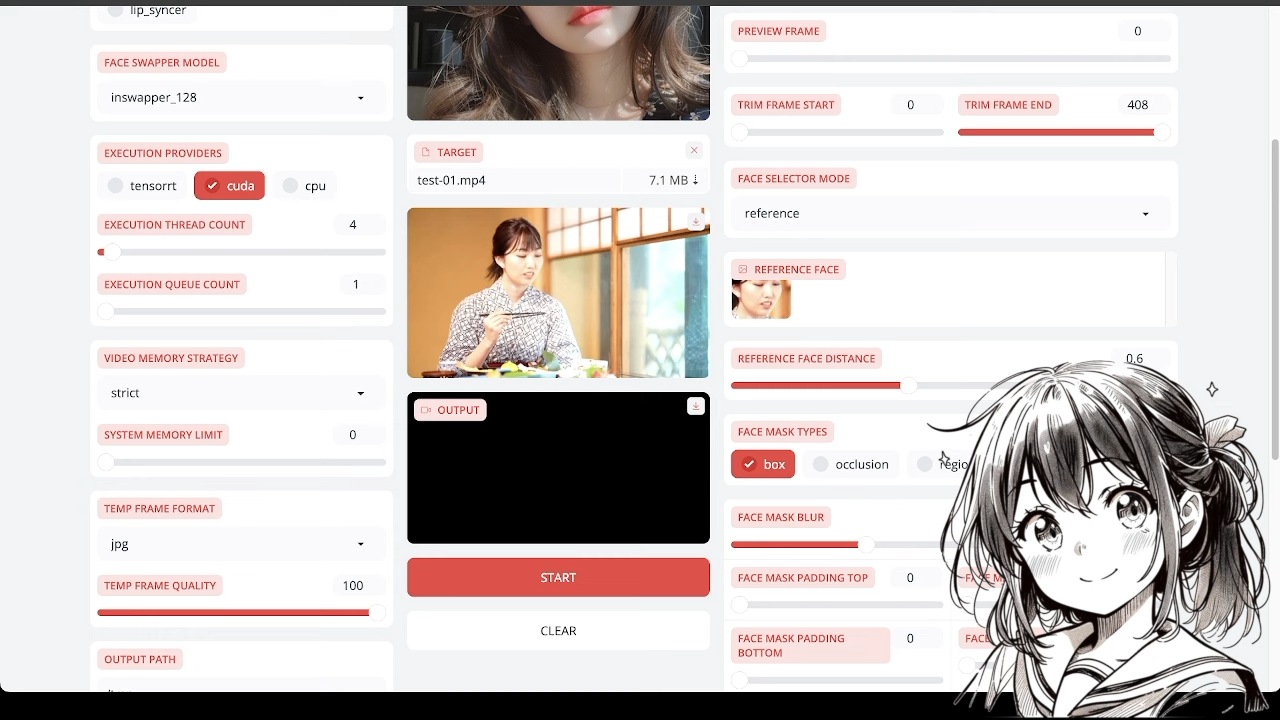 lip_syncer
FACE SWAPPER MODEL
inswapper_128
EXECUTION PROVIDERS
tensorrt
cuda
cpu
EXECUTION THREAD COUNT
4
EXECUTION QUEUE COUNT
1
VIDEO MEMORY STRATEGY
strict
SYSTEM MEMORY LIMIT
0
TEMP FRAME FORMAT
jpg
TEMP FRAME QUALITY
100
OUTPUT PATH
TARGET
test-01.mp4
7.1 MB ↓
OUTPUT
START
CLEAR
PREVIEW FRAME
0
TRIM FRAME START
0
TRIM FRAME END
408
FACE SELECTOR MODE
reference
REFERENCE FACE
REFERENCE FACE DISTANCE
0.6
FACE MASK TYPES
box
occlusion
regio
FACE MASK BLUR
FACE MASK PADDING TOP
0
FACE M
FACE MASK PADDING
BOTTOM
0
FACE